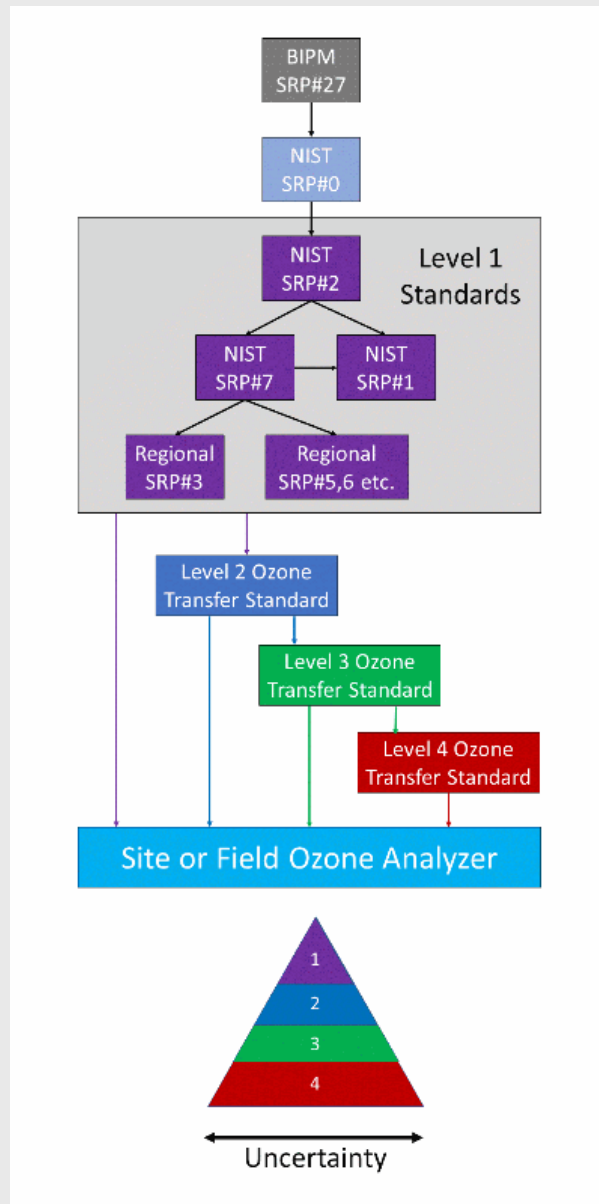 BIPM
SRP#27
NIST
SRP#0
Level 1
Standards
NIST
SRP#2
NIST
SRP#7
NIST
SRP#1
Regional
SRP#3
Regional
SRP#5,6 etc.
Level 2 Ozone
Transfer Standard
Level 3 Ozone
Transfer Standard
Level 4 Ozone
Transfer Standard
Site or Field Ozone Analyzer
1
2
3
4
Uncertainty